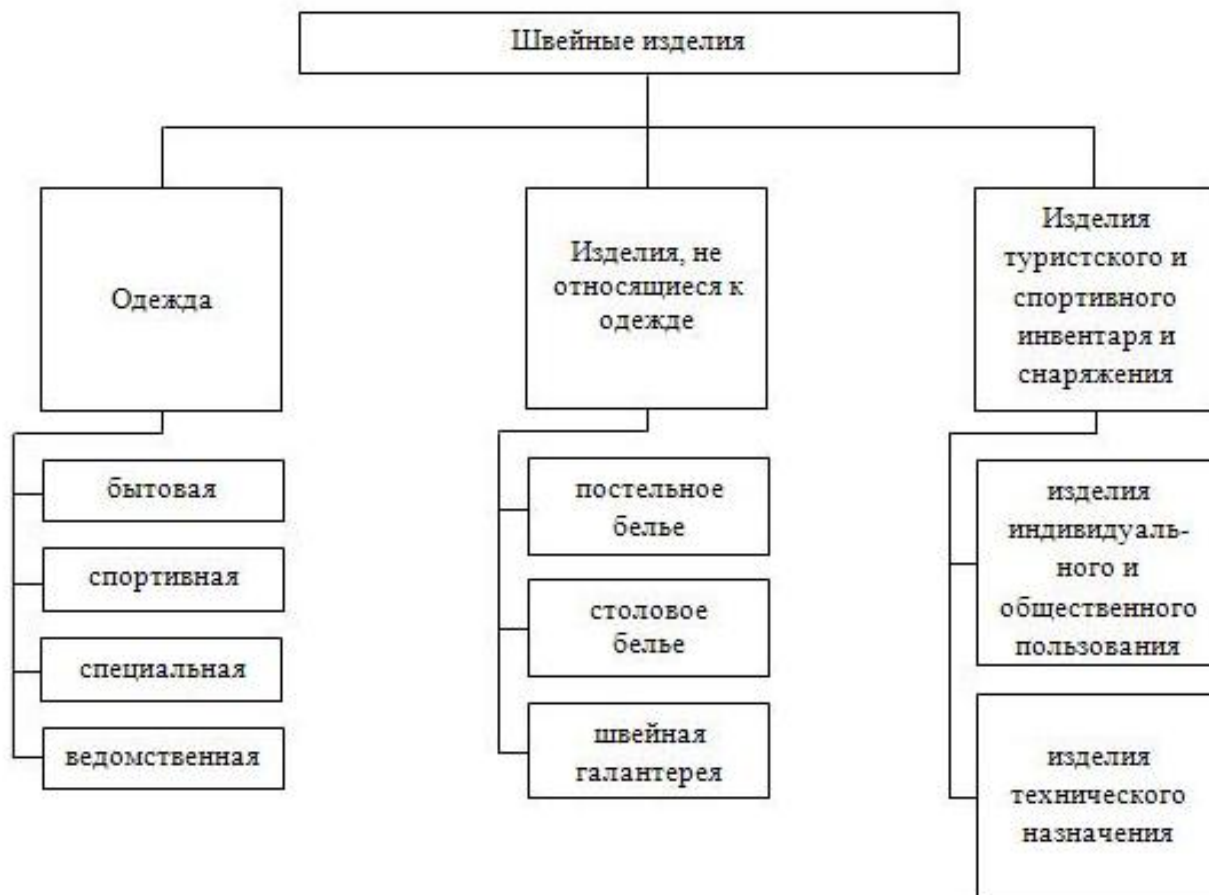 Швейные изделия
Одежда
бытовая
спортивная
специальная
ведомственная
Изделия, не
относящиеся к
одежде
постельное
белье
столовое
белье
швейная
галантерея
Изделия
туристского и
спортивного
инвентаря и
снаряжения
изделия
индивидуаль-
ного и
общественного
пользования
изделия
технического
назначения